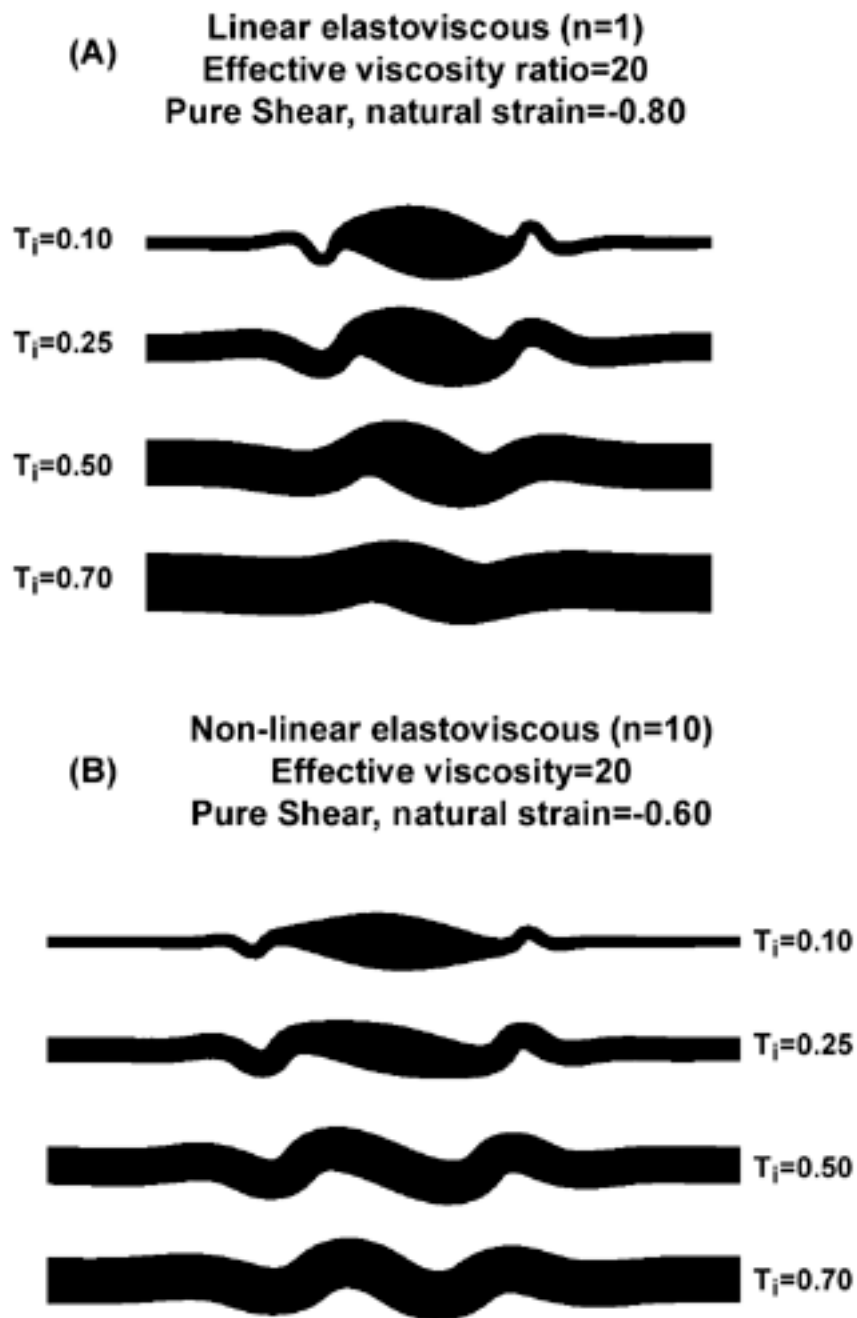 (A)
Linear elastoviscous (n=1)
Effective viscosity ratio=20
Pure Shear, natural strain=-0.80
Ti=0.10
Ti=0.25
Ti=0.50
Ti=0.70
(B)
Non-linear elastoviscous (n=10)
Effective viscosity=20
Pure Shear, natural strain=-0.60
Ti=0.10
Ti=0.25
Ti=0.50
Ti=0.70